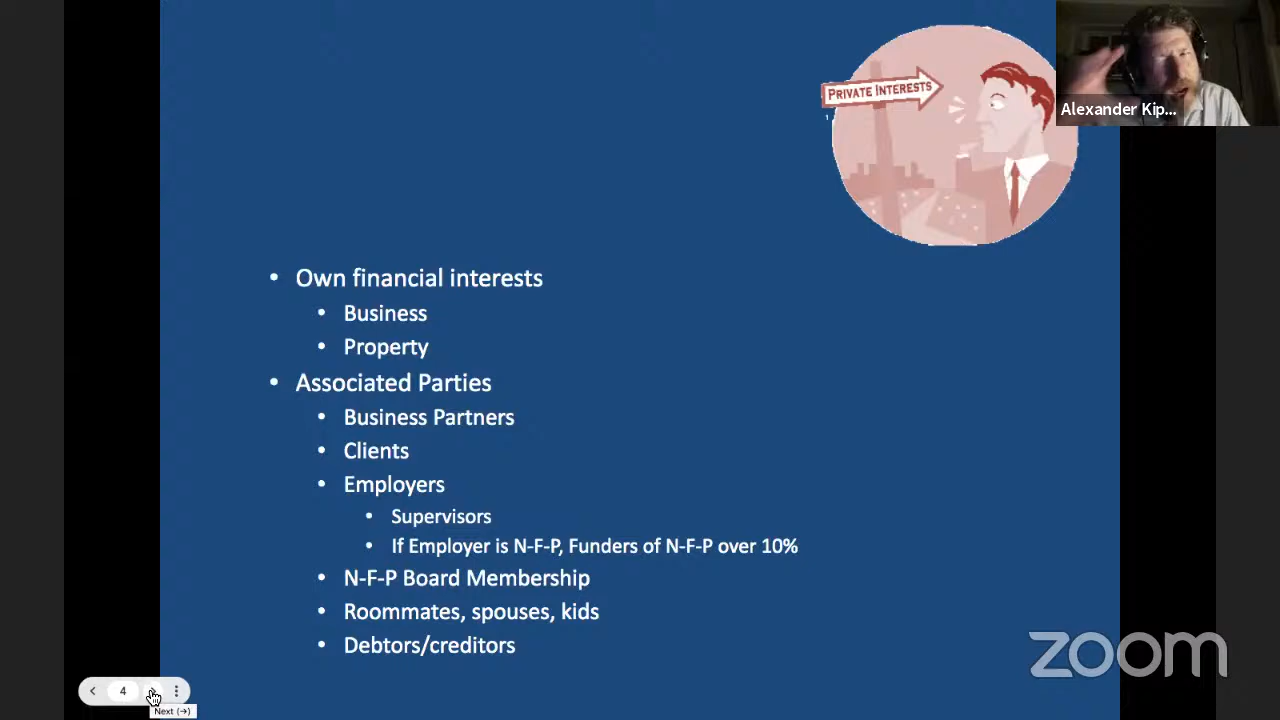 PRIVATE INTERESTS
Alexander Kip...
• Own financial interests
• Business
• Property
• Associated Parties
• Business Partners
• Clients
• Employers
• Supervisors
• If Employer is N-F-P, Funders of N-F-P over 10%
• N-F-P Board Membership
• Roommates, spouses, kids
• Debtors/creditors
zoom
4
Next (→)